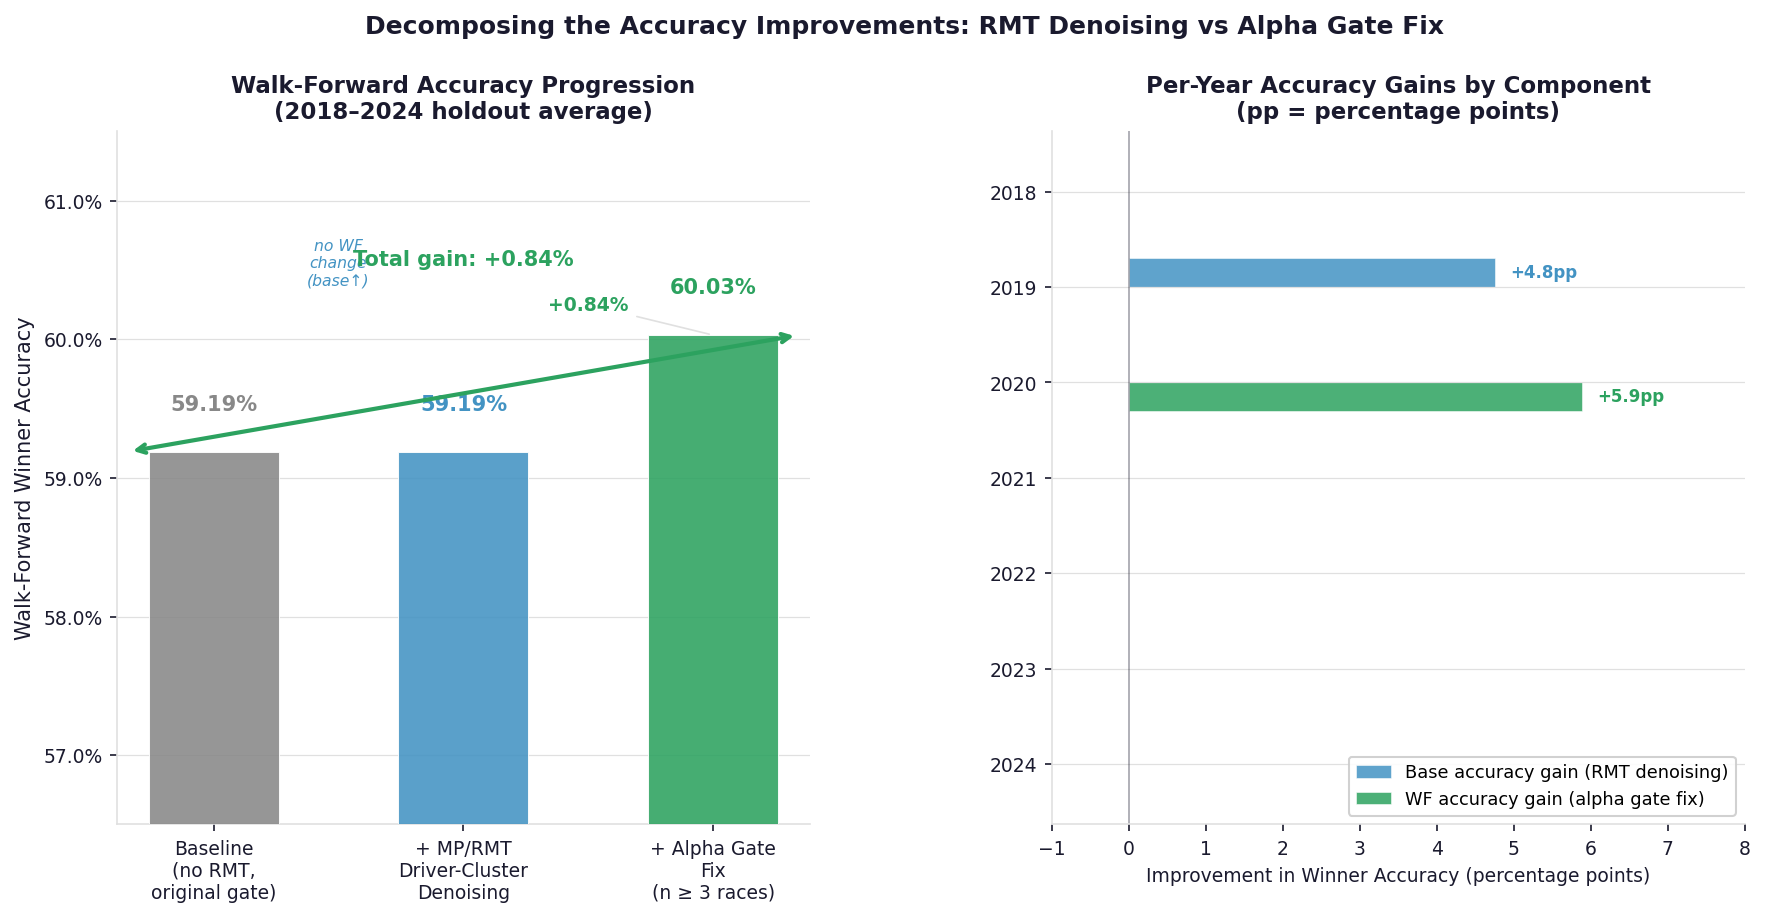 Decomposing the Accuracy Improvements: RMT Denoising vs Alpha Gate Fix
Walk-Forward Accuracy Progression
(2018–2024 holdout average)
Walk-Forward Winner Accuracy
61.0%
60.0%
59.0%
58.0%
57.0%
no WF
change
(base↑)
Total gain: +0.84%
+0.84%
60.03%
59.19%
59.19%
Baseline
(no RMT,
original gate)
+ MP/RMT
Driver-Cluster
Denoising
+ Alpha Gate
Fix
(n ≥ 3 races)
Per-Year Accuracy Gains by Component
(pp = percentage points)
2018
2019
2020
2021
2022
2023
2024
+4.8pp
+5.9pp
Base accuracy gain (RMT denoising)
WF accuracy gain (alpha gate fix)
−1 0 1 2 3 4 5 6 7 8
Improvement in Winner Accuracy (percentage points)